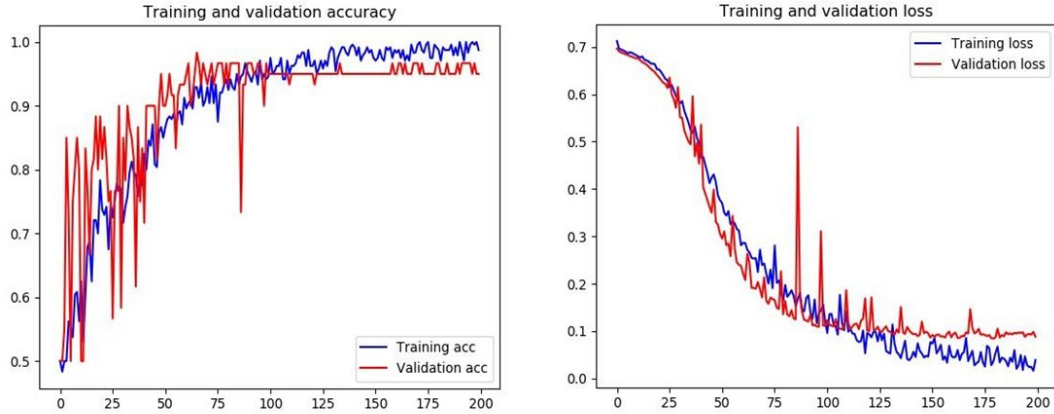 Training and validation accuracy
1.0
0.9
0.8
0.7
0.6
0.5
Training acc
Validation acc
0 25 50 75 100 125 150 175 200
Training and validation loss
0.7
0.6
0.5
0.4
0.3
0.2
0.1
0.0
Training loss
Validation loss
0 25 50 75 100 125 150 175 200